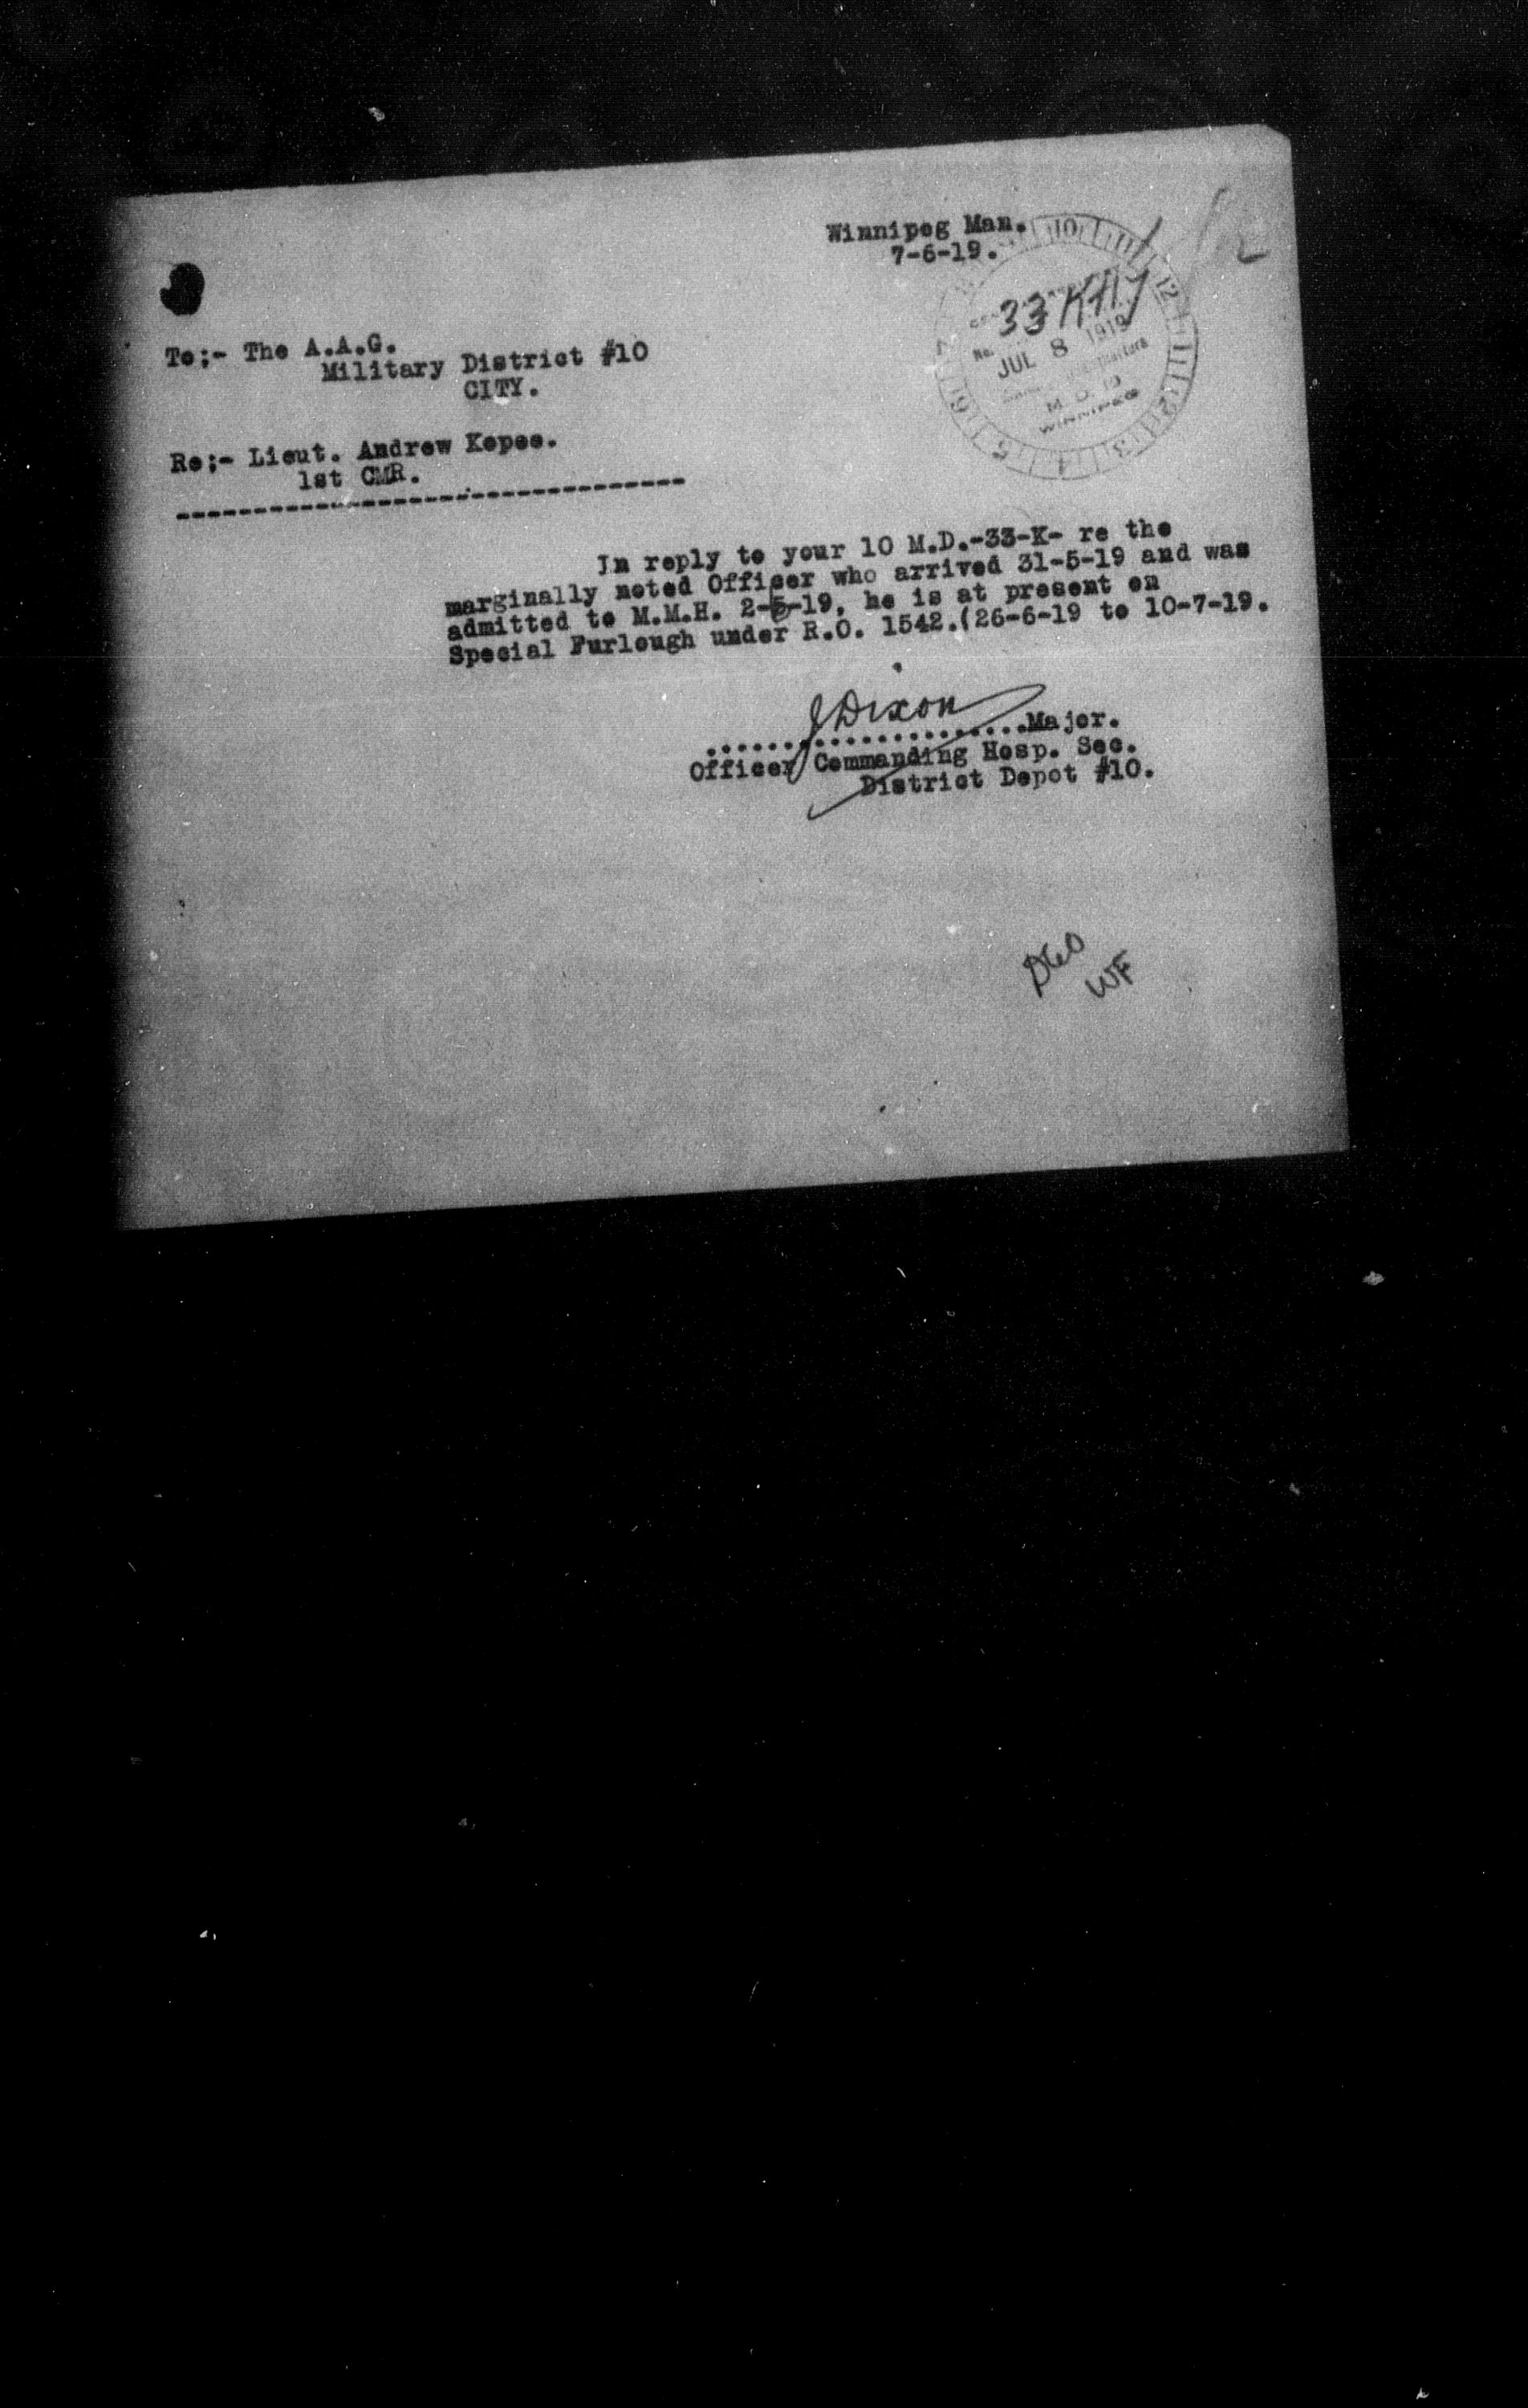 Winnipeg Man.
7-6-19.
33 K
JUL 8 1919
M. D. 10
WINNIPEG
To;- The A.A.G.
Military District #10
CITY.
Re;- Lieut. Andrew Kepee.
1st CMR.
In reply to your 10 M.D.-33-K- re the
marginally noted Officer who arrived 31-5-19 and was
admitted to M.M.H. 2-6-19, he is at present on
Special Furlough under R.O. 1542.(26-6-19 to 10-7-19.
J Dixon
Major.
Officer Commanding Hosp. Sec.
District Depot #10.
WF